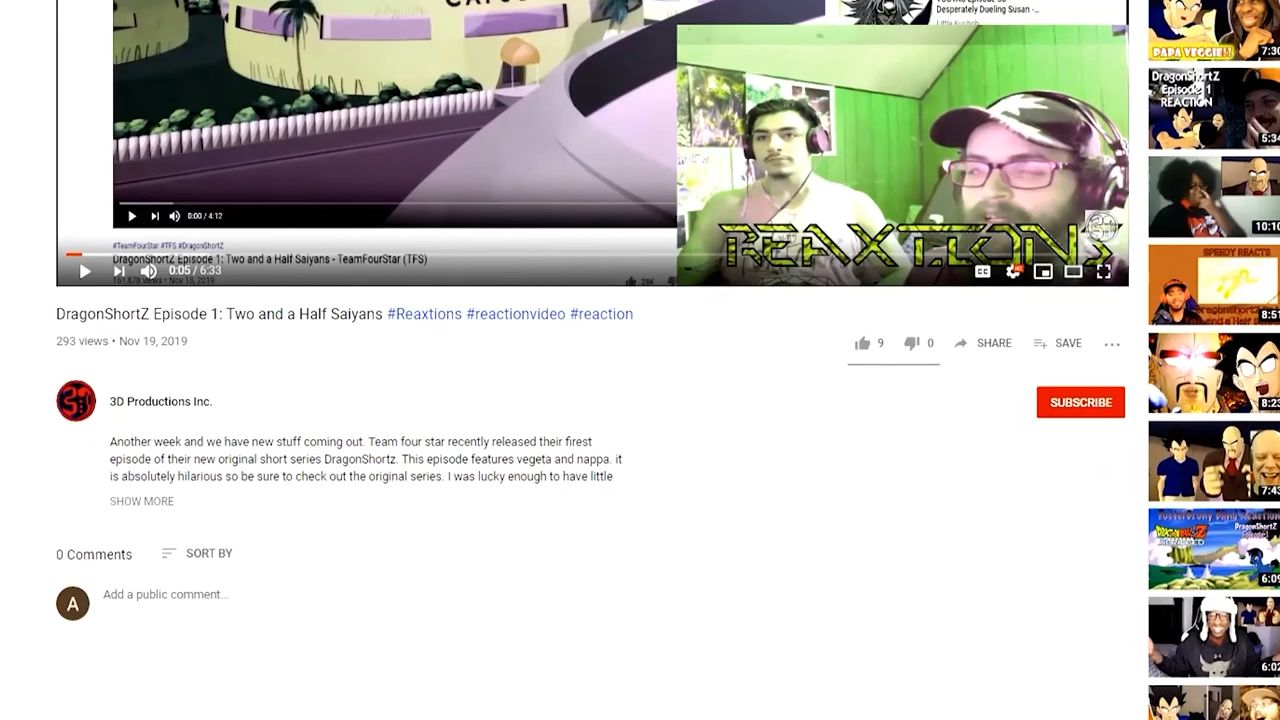 Desperately Dueling Susan -...
0:00 / 4:12
#TeamFourStar #TFS #DragonShortZ
DragonShortZ Episode 1: Two and a Half Saiyans - TeamFourStar (TFS)
REAXTIONS
0:05 / 6:33
CC
DragonShortZ Episode 1: Two and a Half Saiyans #Reaxtions #reactionvideo #reaction
293 views • Nov 19, 2019
9
0
SHARE
SAVE
3D Productions Inc.
SUBSCRIBE
Another week and we have new stuff coming out. Team four star recently released their firest
episode of their new original short series DragonShortz. This episode features vegeta and nappa. it
is absolutely hilarious so be sure to check out the original series. I was lucky enough to have little
SHOW MORE
0 Comments
SORT BY
A
Add a public comment...
PAPA VEGGIE!!
7:30
DragonShortZ
Episode 1
REACTION
5:34
10:10
SPEEDY REACTS
8:51
8:23
7:43
DragonShortZ
6:09
6:02